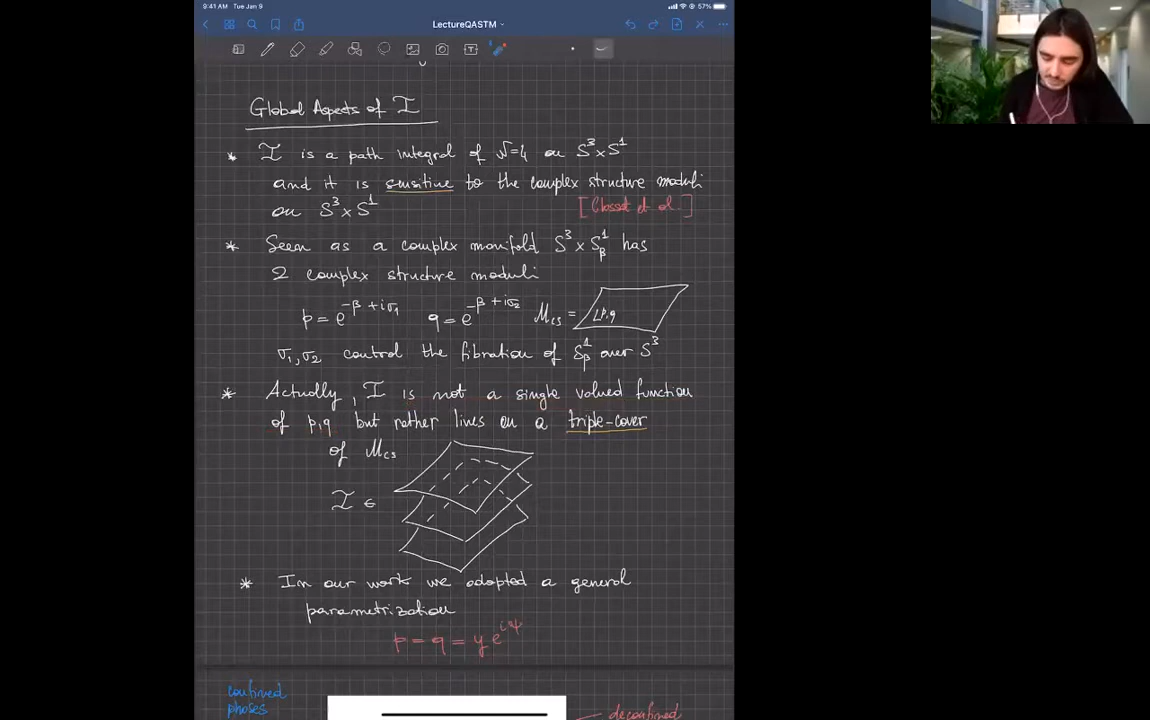 9:41 AM Tue Jan 9
57%
LectureQASTM
Global Aspects of I
* I is a path integral of N=4 on S³×S¹
and it is sensitive to the complex structure moduli
on S³×S¹
[Closset et al.]
* Seen as a complex manifold S³×S¹_β has
2 complex structure moduli
p = e^{-β+iσ₁} q = e^{-β+iσ₂} M_cs = p,q
σ₁,σ₂ control the fibration of S¹_β over S³
* Actually, I is not a single valued function
of p,q but rather lives on a triple-cover
of M_cs
I ∈
* In our work we adopted a general
parametrization
p = q = y e^{iψ}
confined
phases
deconfined